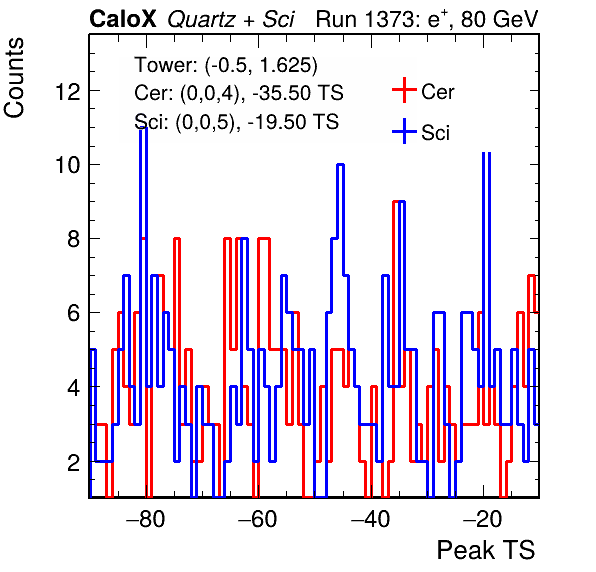 CaloX Quartz + Sci Run 1373: e+, 80 GeV
Counts
Tower: (-0.5, 1.625)
Cer: (0,0,4), -35.50 TS
Sci: (0,0,5), -19.50 TS
Cer
Sci
12
10
8
6
4
2
−80 −60 −40 −20
Peak TS